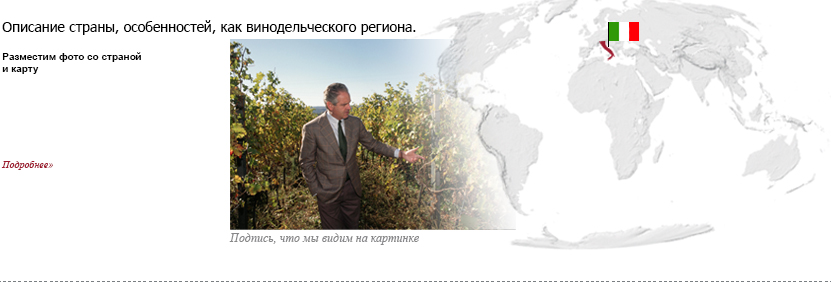 Описание страны, особенностей, как винодельческого региона.
Разместим фото со страной
и карту
Подробнее»
Подпись, что мы видим на картинке